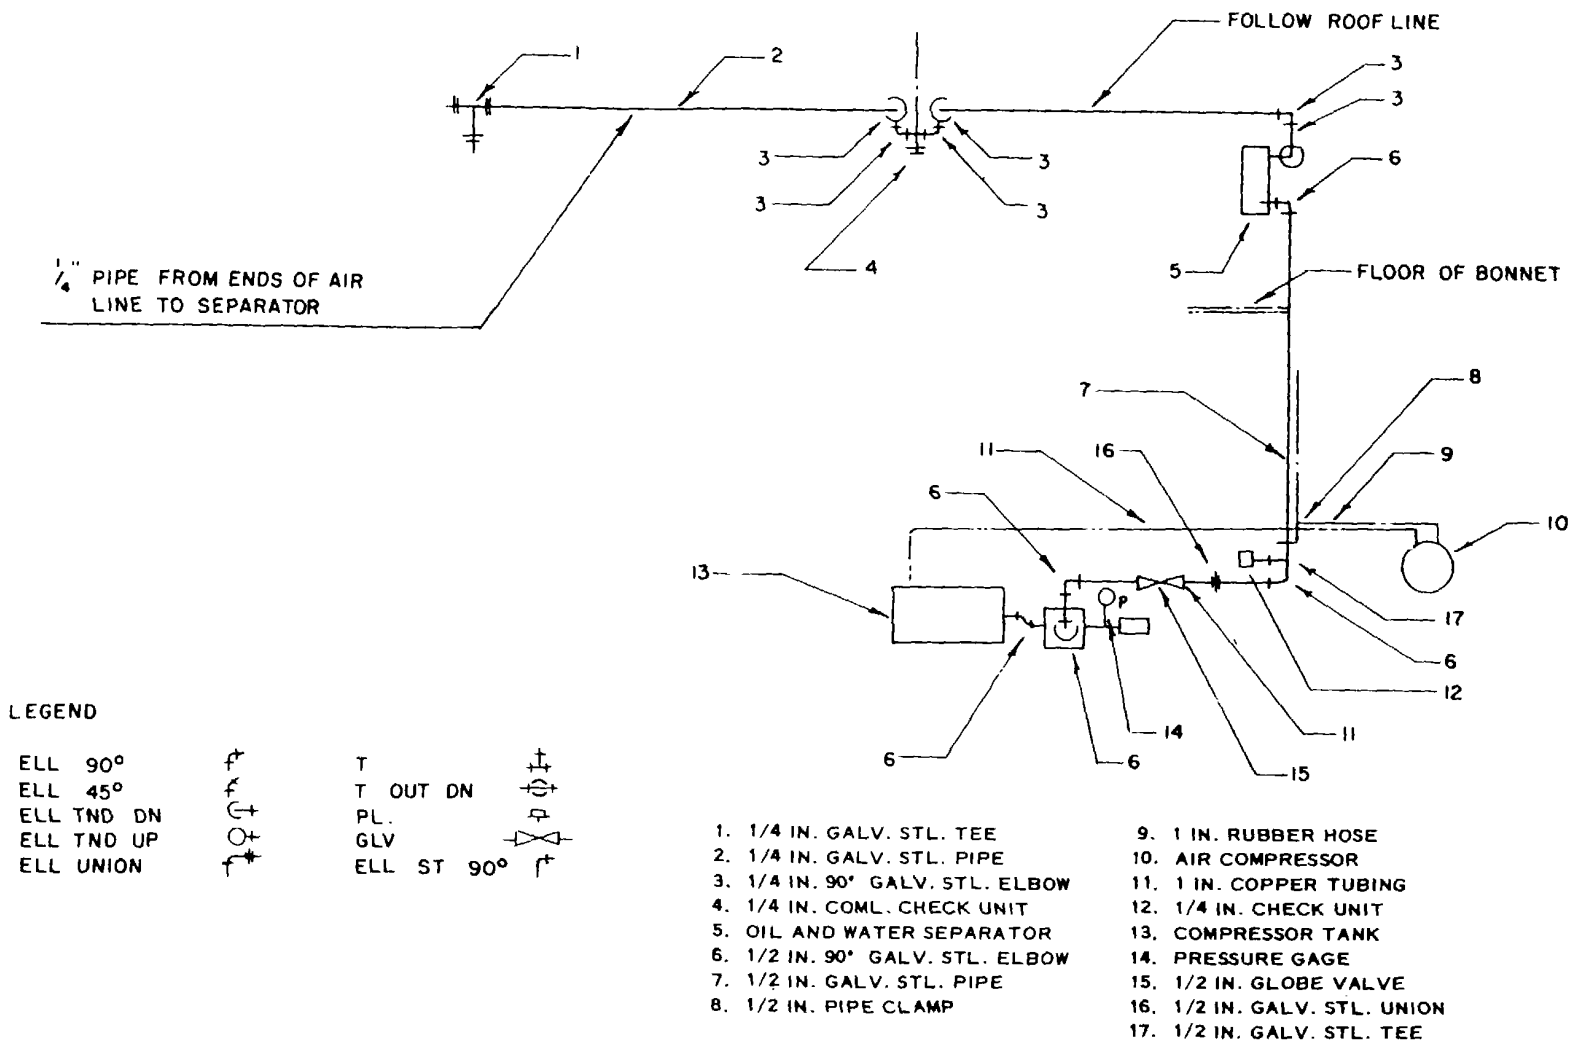 FOLLOW ROOF LINE
1
2
3
3
3
3
6
3
3
4
5
1/4" PIPE FROM ENDS OF AIR
LINE TO SEPARATOR
FLOOR OF BONNET
7
8
11
16
9
6
10
13
P
17
6
12
14
11
6
6
15
LEGEND
ELL 90°
T
ELL 45°
T OUT DN
ELL TND DN
PL.
ELL TND UP
GLV
ELL UNION
ELL ST 90°
1. 1/4 IN. GALV. STL. TEE
2. 1/4 IN. GALV. STL. PIPE
3. 1/4 IN. 90° GALV. STL. ELBOW
4. 1/4 IN. COML. CHECK UNIT
5. OIL AND WATER SEPARATOR
6. 1/2 IN. 90° GALV. STL. ELBOW
7. 1/2 IN. GALV. STL. PIPE
8. 1/2 IN. PIPE CLAMP
9. 1 IN. RUBBER HOSE
10. AIR COMPRESSOR
11. 1 IN. COPPER TUBING
12. 1/4 IN. CHECK UNIT
13. COMPRESSOR TANK
14. PRESSURE GAGE
15. 1/2 IN. GLOBE VALVE
16. 1/2 IN. GALV. STL. UNION
17. 1/2 IN. GALV. STL. TEE